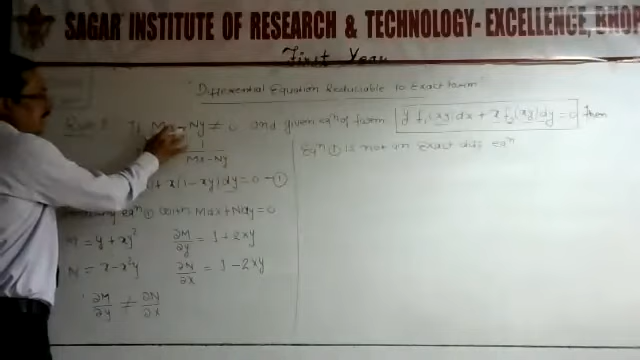 SAGAR INSTITUTE OF RESEARCH & TECHNOLOGY- EXCELLENCE, BHOP
First Year
"Differential Equation Reducible to Exact form"
If Mx - Ny ≠ 0 and given eqⁿ of form y f₁(xy)dx + x f₂(xy)dy = 0 then
1
Mx-Ny
+ x(1-xy)dy = 0 - ①
eqⁿ ① with Mdx+Ndy=0
= y + xy² ∂M/∂y = 1 + 2xy
N = x - x²y ∂N/∂x = 1 - 2xy
∂M/∂y ≠ ∂N/∂x
Eqⁿ ① is not an Exact diff eqⁿ